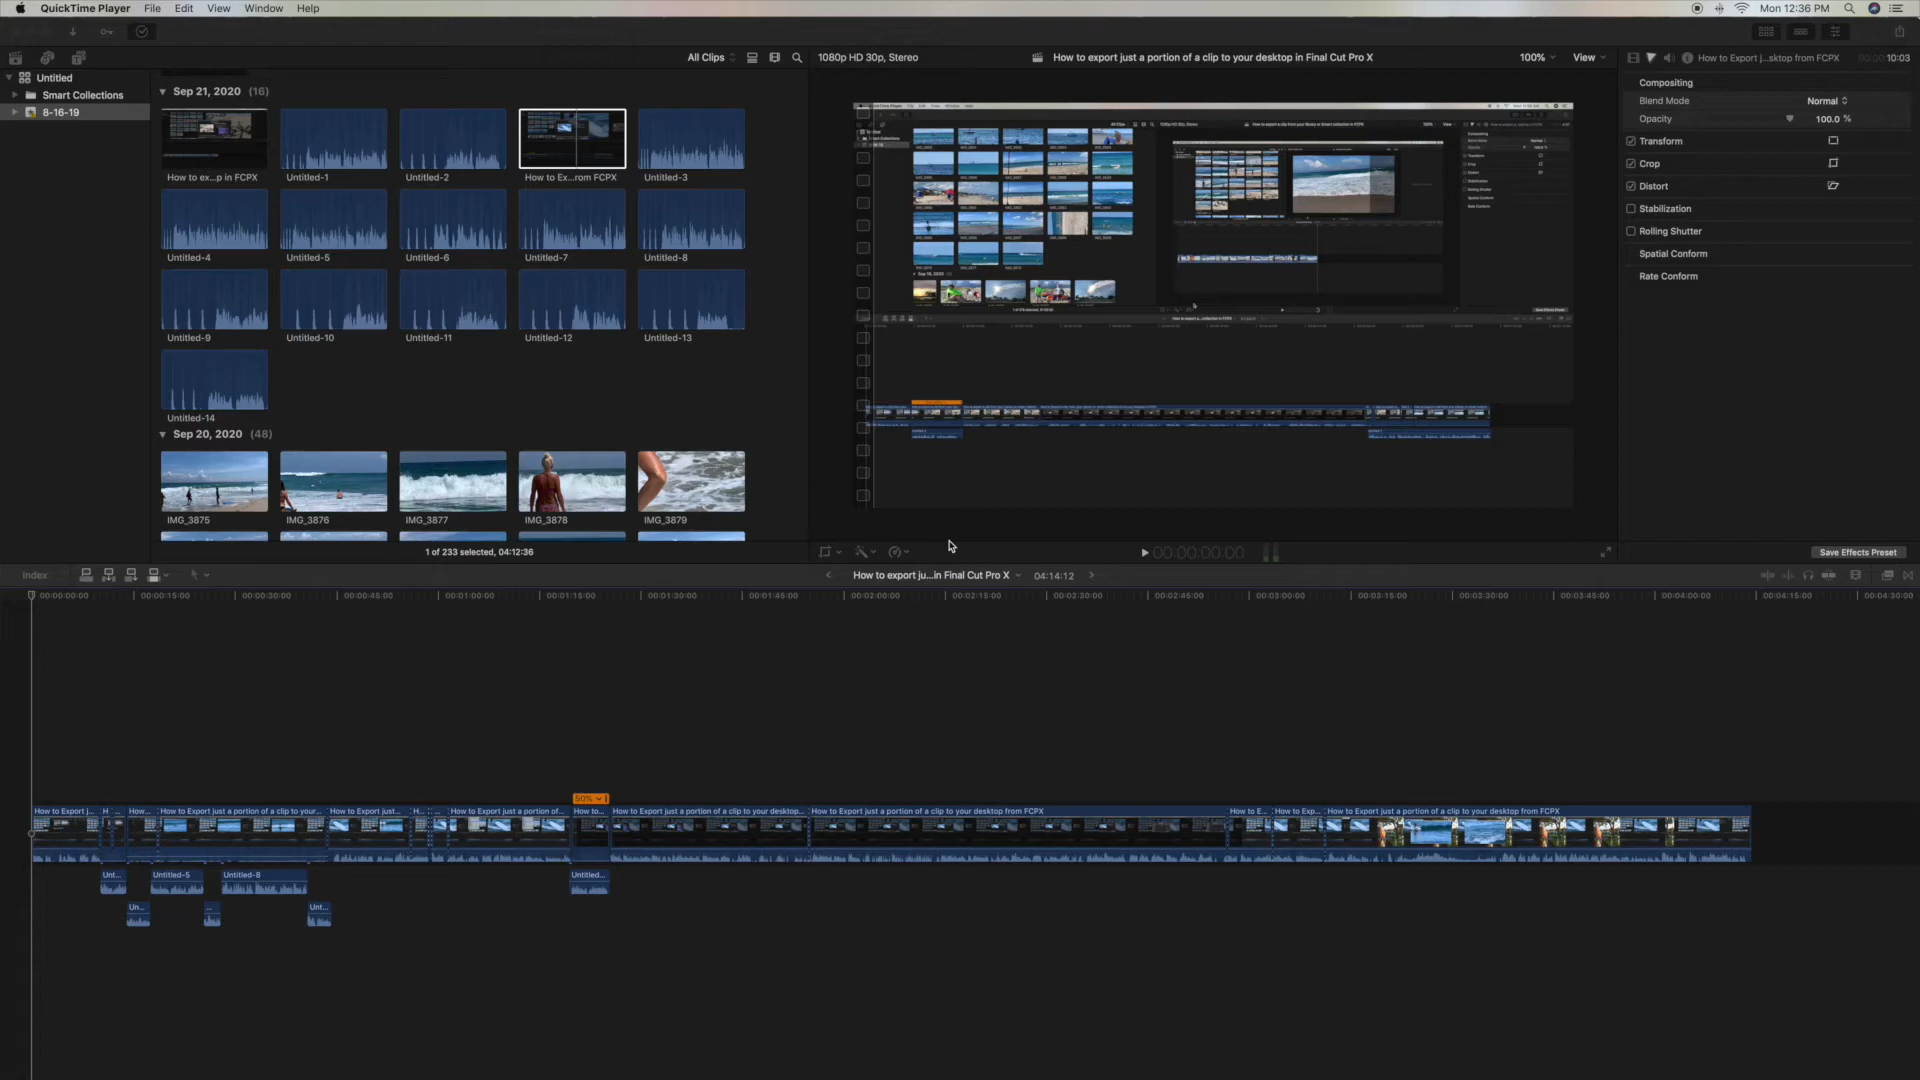 QuickTime Player File Edit View Window Help Mon 12:36 PM
All Clips 1080p HD 30p, Stereo How to export just a portion of a clip to your desktop in Final Cut Pro X 100% View How to Export j...sktop from FCPX 10:03
Untitled
Smart Collections
8-16-19
Sep 21, 2020 (16)
How to ex...p in FCPX Untitled-1 Untitled-2 How to Ex...rom FCPX Untitled-3
Untitled-4 Untitled-5 Untitled-6 Untitled-7 Untitled-8
Untitled-9 Untitled-10 Untitled-11 Untitled-12 Untitled-13
Untitled-14
Sep 20, 2020 (48)
IMG_3875 IMG_3876 IMG_3877 IMG_3878 IMG_3879
1 of 233 selected, 04:12:36
Compositing
Blend Mode Normal
Opacity 100.0 %
Transform
Crop
Distort
Stabilization
Rolling Shutter
Spatial Conform
Rate Conform
00:00:00:00
Save Effects Preset
Index How to export ju...in Final Cut Pro X 04:14:12
00:00:00:00 00:00:15:00 00:00:30:00 00:00:45:00 00:01:00:00 00:01:15:00 00:01:30:00 00:01:45:00 00:02:00:00 00:02:15:00 00:02:30:00 00:02:45:00 00:03:00:00 00:03:15:00 00:03:30:00 00:03:45:00 00:04:00:00 00:04:15:00 00:04:30:00
50%
How to Export j... H ... How... How to Export just a portion of a clip to your... How to Export just... H... ... How to Export just a portion of... How to... How to Export just a portion of a clip to your desktop... How to Export just a portion of a clip to your desktop from FCPX How to E... How to Exp... How to Export just a portion of a clip to your desktop from FCPX
Unt... Untitled-5 Untitled-8 Untitled...
Un... ... Unt...